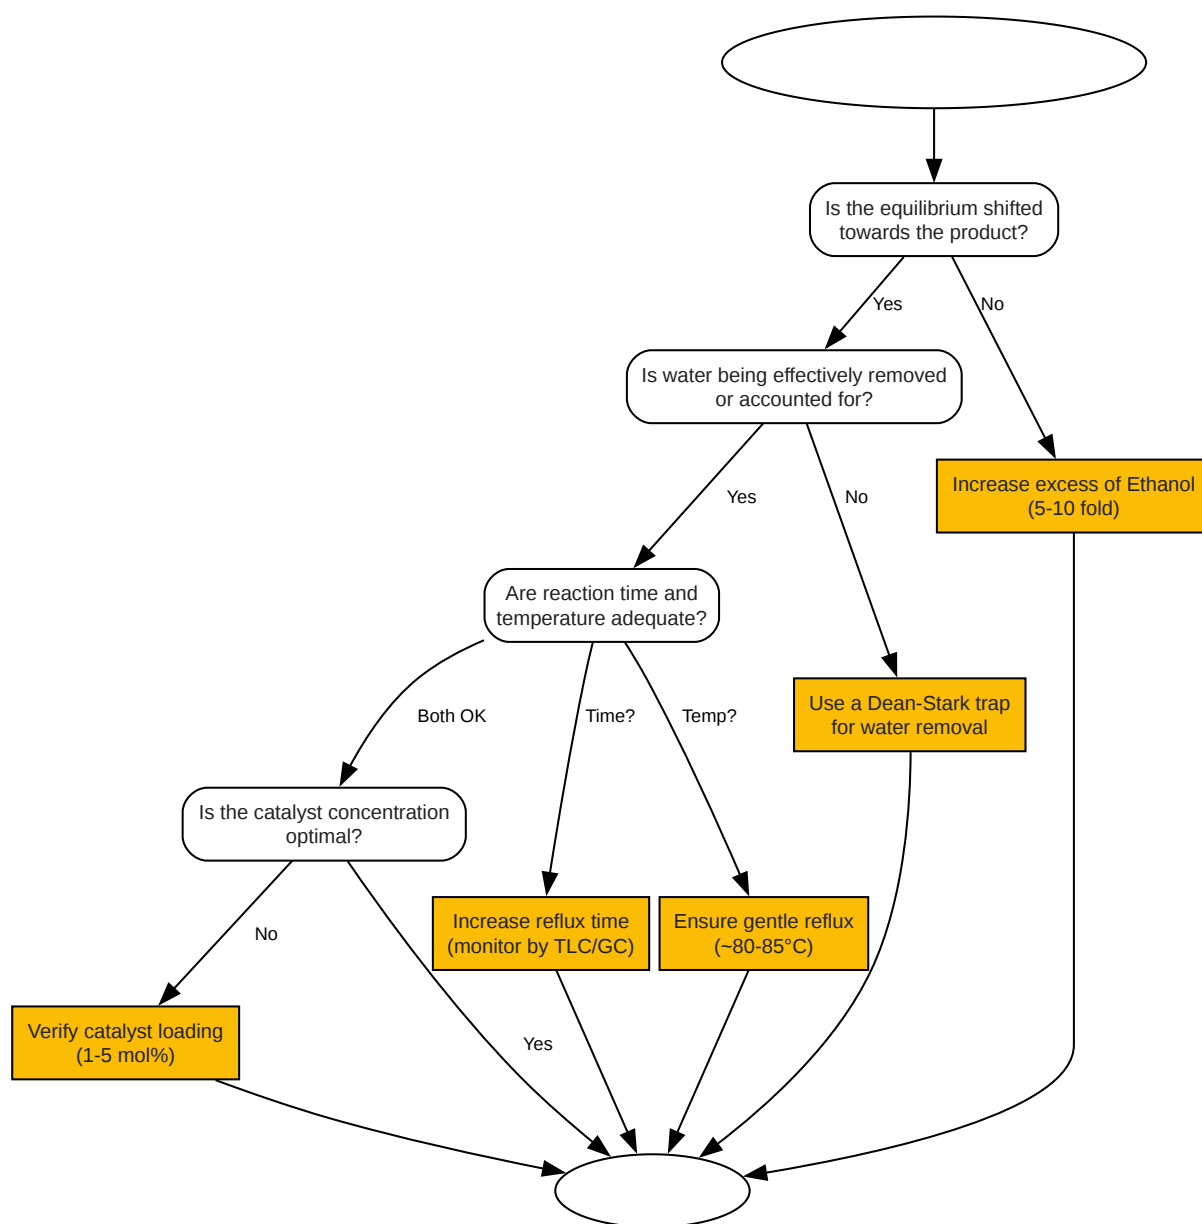 Is the equilibrium shifted
towards the product?
Yes
No
Is water being effectively removed
or accounted for?
Increase excess of Ethanol
(5-10 fold)
Yes
No
Are reaction time and
temperature adequate?
Use a Dean-Stark trap
for water removal
Both OK
Time?
Temp?
Is the catalyst concentration
optimal?
Increase reflux time
(monitor by TLC/GC)
Ensure gentle reflux
(~80-85°C)
No
Verify catalyst loading
(1-5 mol%)
Yes